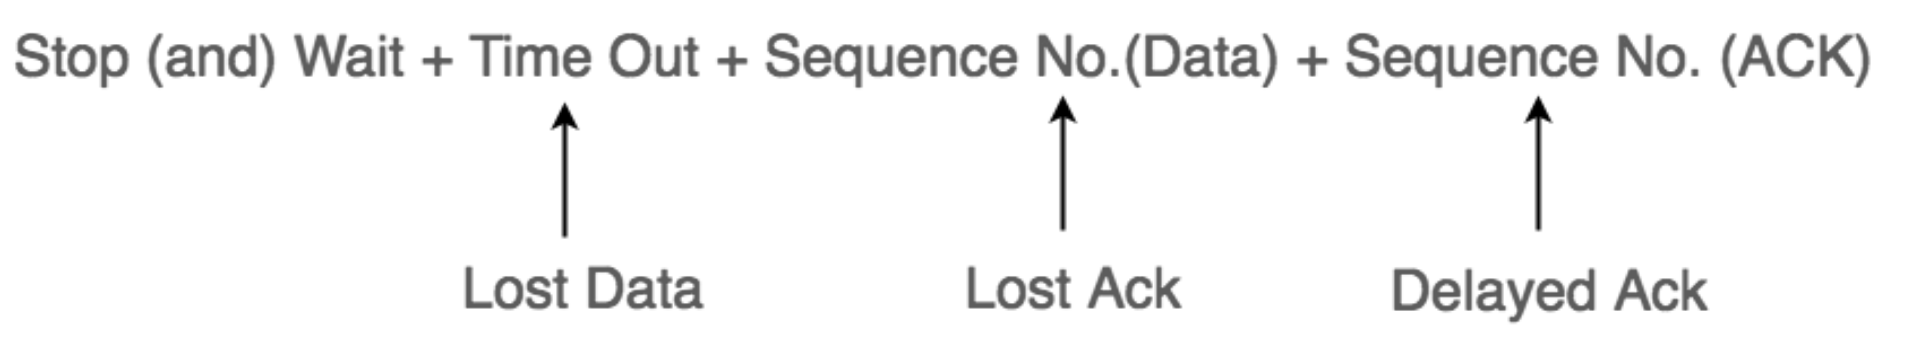 Stop (and) Wait + Time Out + Sequence No.(Data) + Sequence No. (ACK)
Lost Data Lost Ack Delayed Ack